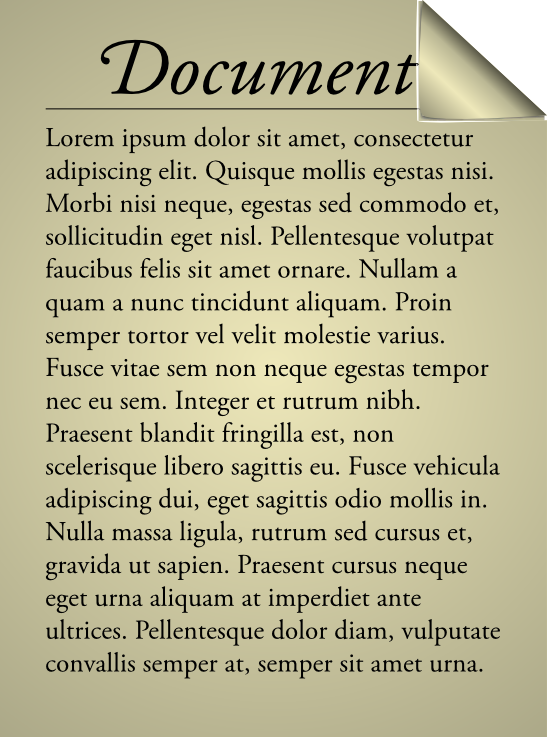 Document
Lorem ipsum dolor sit amet, consectetur
adipiscing elit. Quisque mollis egestas nisi.
Morbi nisi neque, egestas sed commodo et,
sollicitudin eget nisl. Pellentesque volutpat
faucibus felis sit amet ornare. Nullam a
quam a nunc tincidunt aliquam. Proin
semper tortor vel velit molestie varius.
Fusce vitae sem non neque egestas tempor
nec eu sem. Integer et rutrum nibh.
Praesent blandit fringilla est, non
scelerisque libero sagittis eu. Fusce vehicula
adipiscing dui, eget sagittis odio mollis in.
Nulla massa ligula, rutrum sed cursus et,
gravida ut sapien. Praesent cursus neque
eget urna aliquam at imperdiet ante
ultrices. Pellentesque dolor diam, vulputate
convallis semper at, semper sit amet urna.